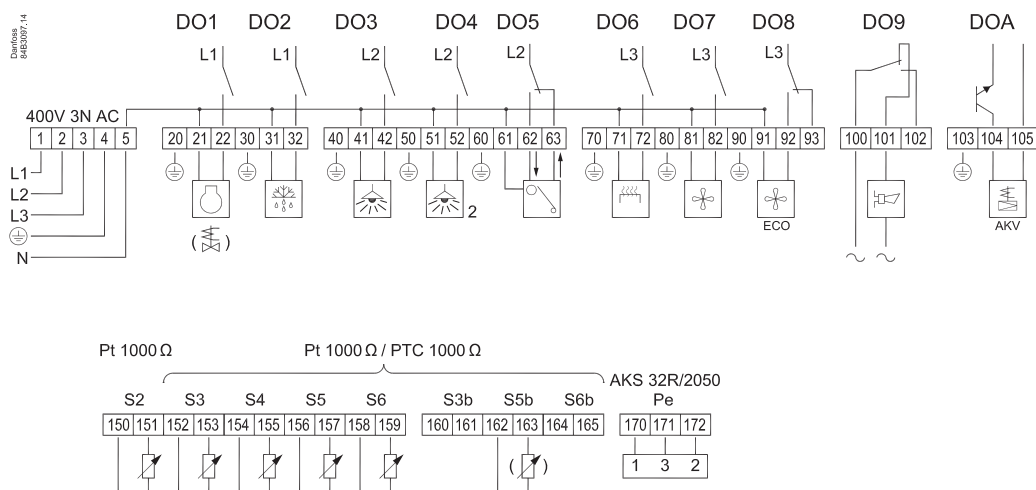 Danfoss
84B3097.14
DO1 DO2 DO3 DO4 DO5 DO6 DO7 DO8 DO9 DOA
L1 L1 L2 L2 L2 L3 L3 L3
400V 3N AC
1 2 3 4 5 20 21 22 30 31 32 40 41 42 50 51 52 60 61 62 63 70 71 72 80 81 82 90 91 92 93 100 101 102 103 104 105
L1
L2
L3
N
( )
2
ECO
AKV
Pt 1000 Ω Pt 1000 Ω / PTC 1000 Ω
AKS 32R/2050
S2 S3 S4 S5 S6 S3b S5b S6b Pe
150 151 152 153 154 155 156 157 158 159 160 161 162 163 164 165 170 171 172
( )
1 3 2